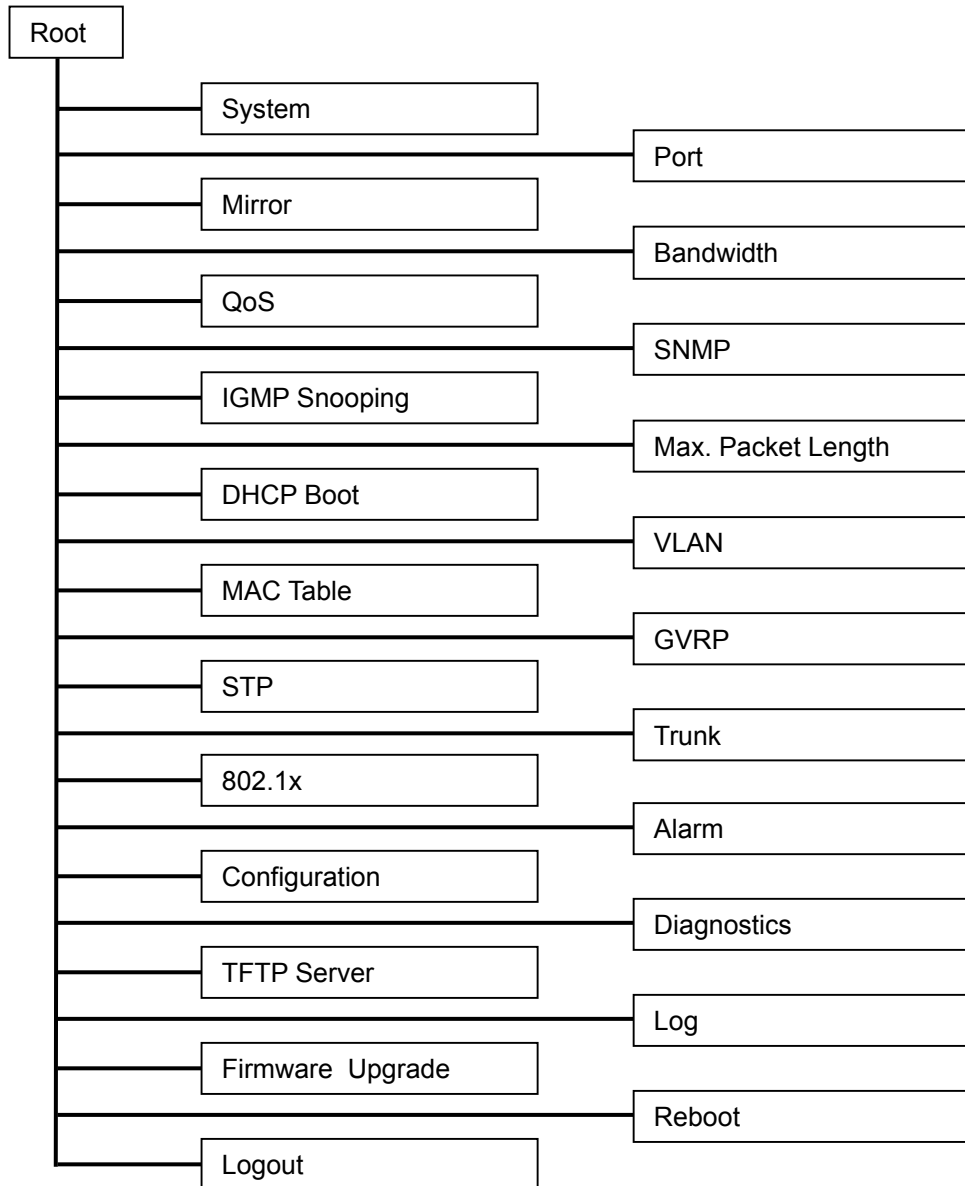 Root
System
Port
Mirror
Bandwidth
QoS
SNMP
IGMP Snooping
Max. Packet Length
DHCP Boot
VLAN
MAC Table
GVRP
STP
Trunk
802.1x
Alarm
Configuration
Diagnostics
TFTP Server
Log
Firmware  Upgrade
Reboot
Logout